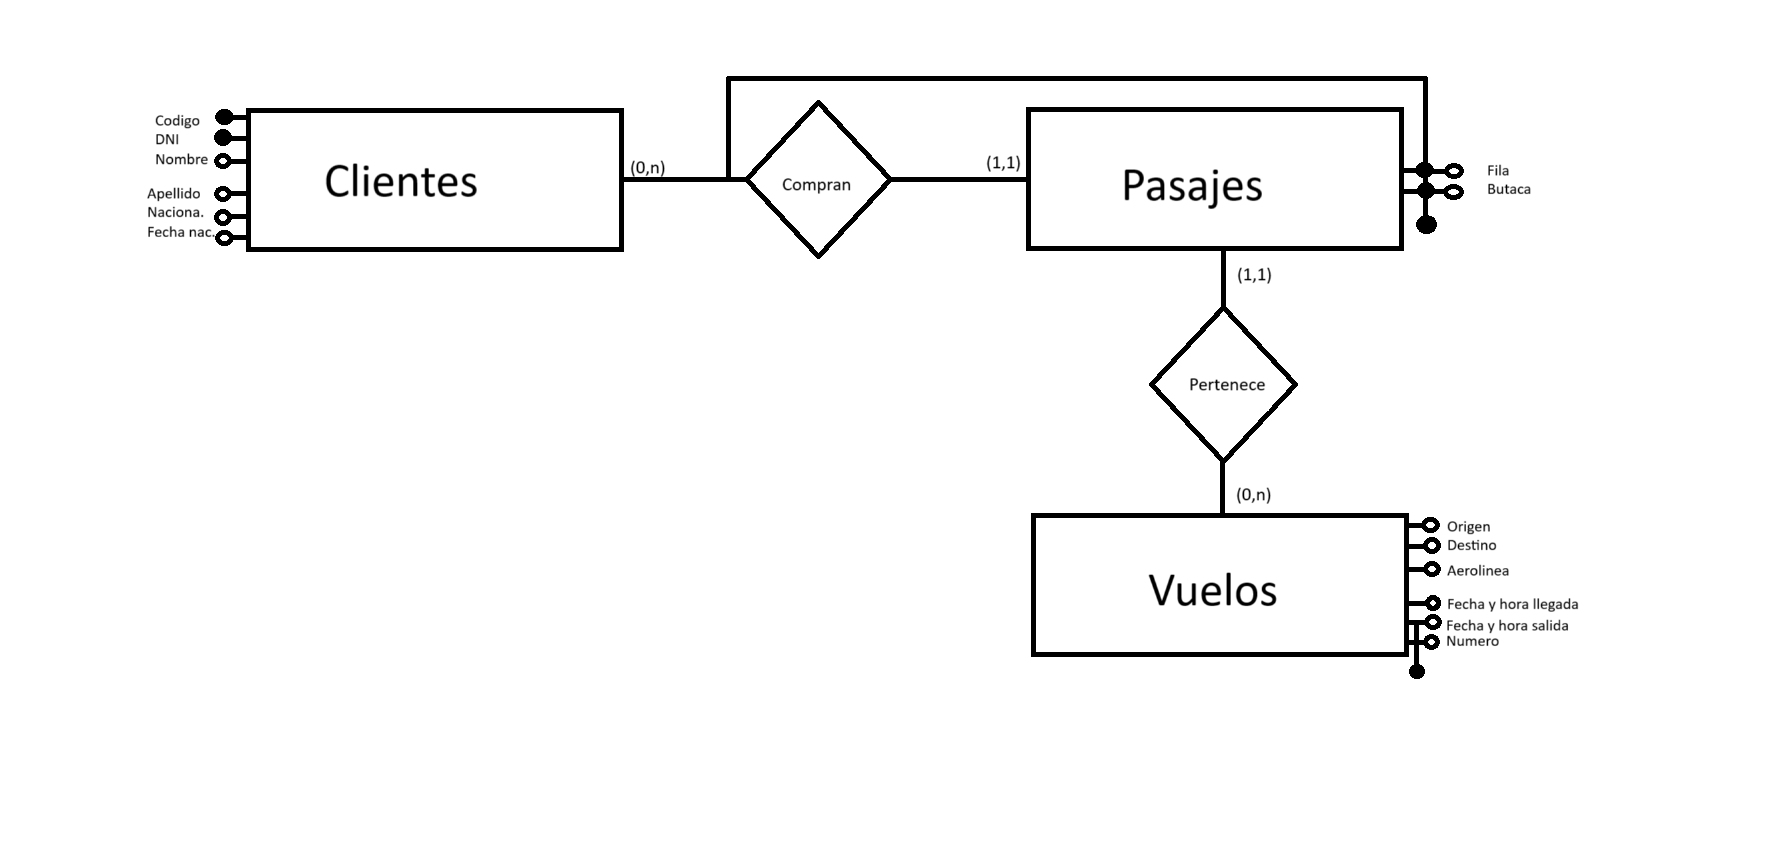 Codigo
DNI
Nombre
Apellido
Naciona.
Fecha nac.
Clientes
(0,n)
Compran
(1,1)
Pasajes
Fila
Butaca
(1,1)
Pertenece
(0,n)
Vuelos
Origen
Destino
Aerolinea
Fecha y hora llegada
Fecha y hora salida
Numero